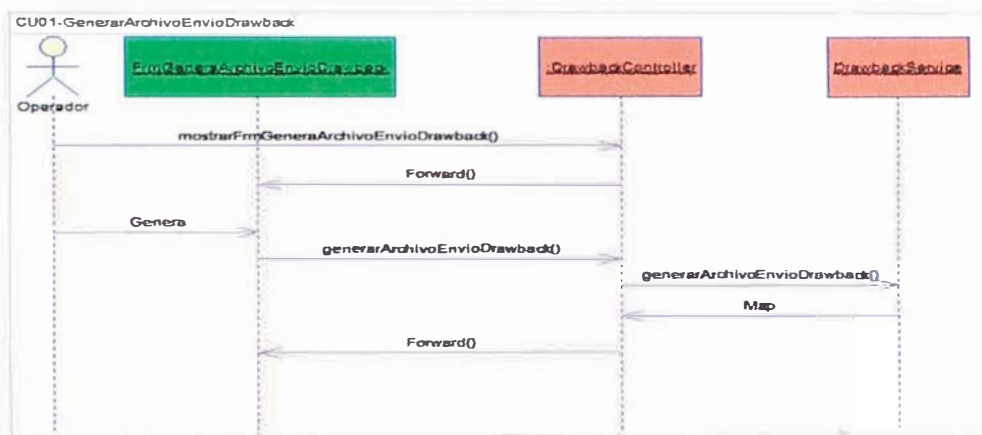 CU01-GenerarArchivoEnvioDrawback
FrmGeneraArchivoEnvioDrawback
:DrawbackController
DrawbackService
Operador
mostrarFrmGeneraArchivoEnvioDrawback()
Forward()
Genera
generarArchivoEnvioDrawback()
generarArchivoEnvioDrawback()
Map
Forward()